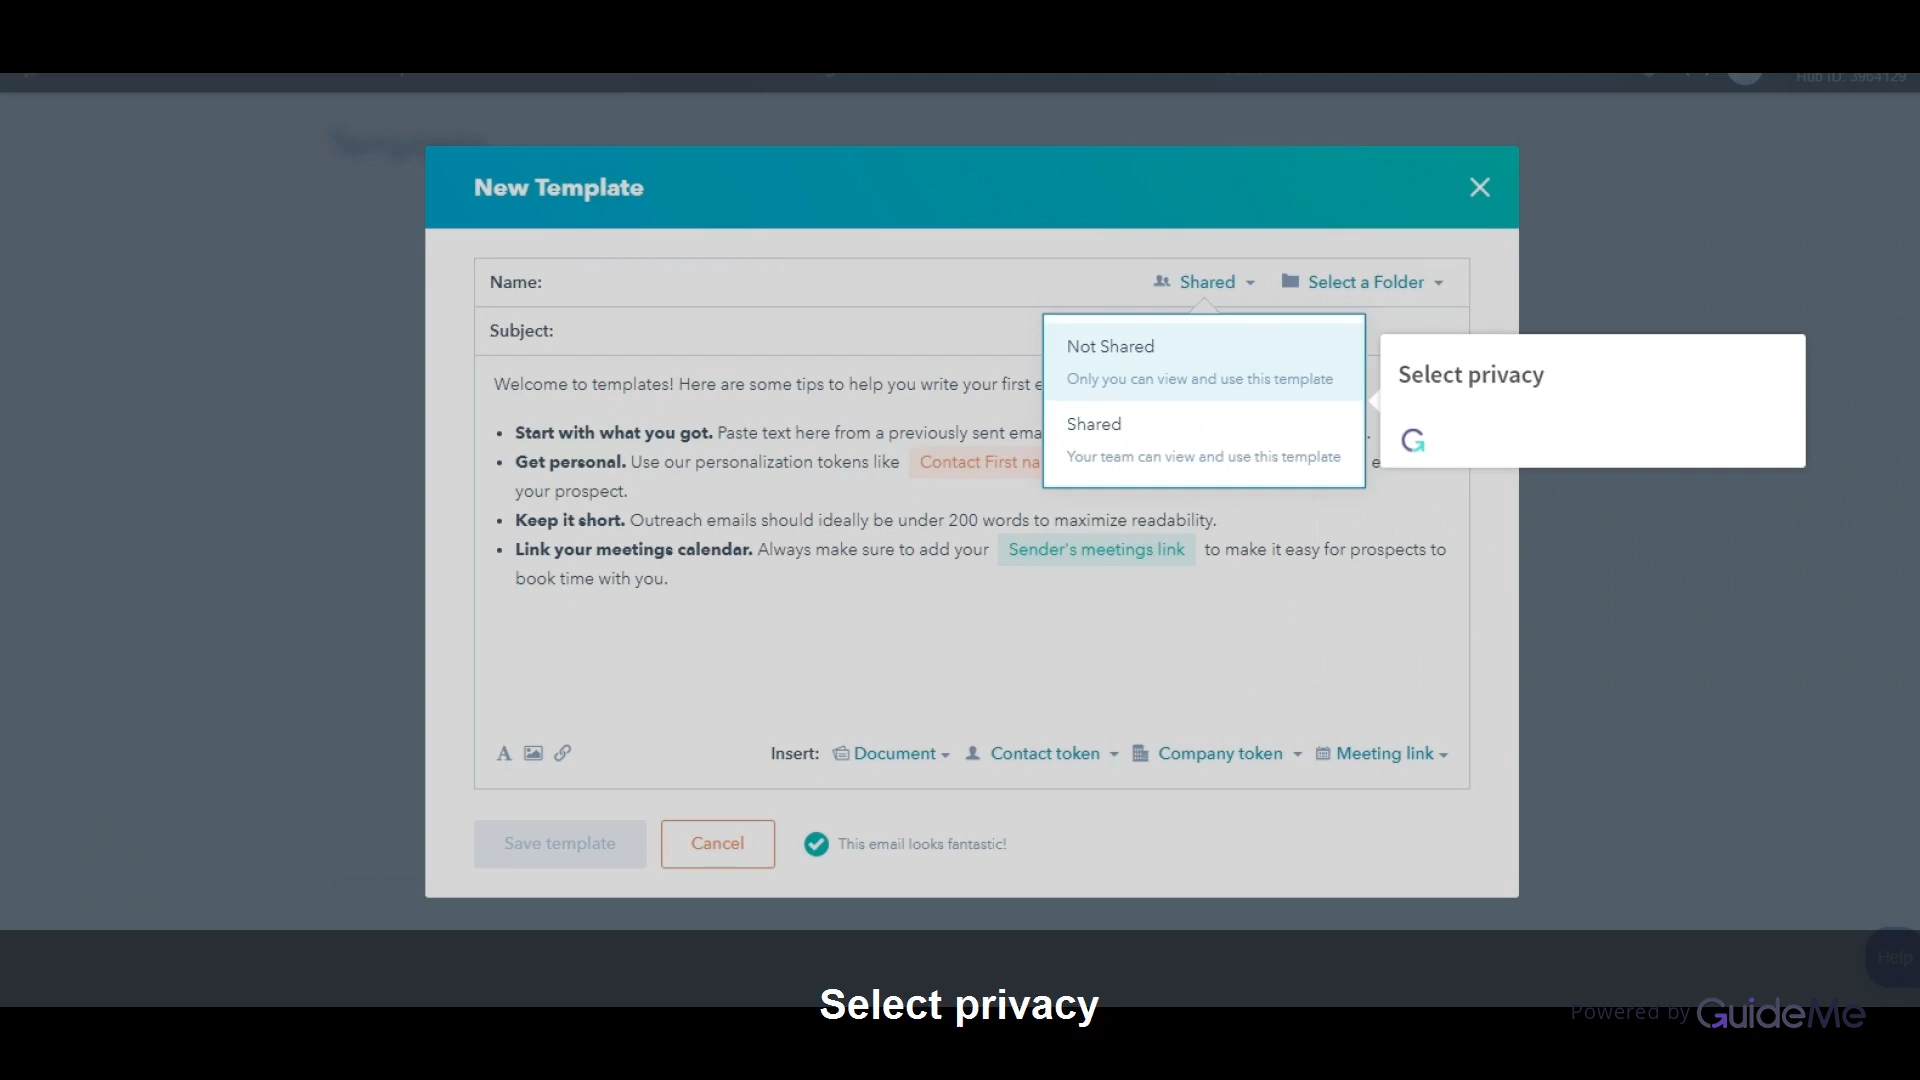 Hub ID: 3964129
Templates
New Template
Name:
Shared
Select a Folder
Subject:
Not Shared
Only you can view and use this template
Select privacy
Welcome to templates! Here are some tips to help you write your first
Shared
Your team can view and use this template
Start with what you got. Paste text here from a previously sent
Get personal. Use our personalization tokens like Contact First
your prospect.
Keep it short. Outreach emails should ideally be under 200 words to maximize readability.
Link your meetings calendar. Always make sure to add your Sender's meetings link to make it easy for prospects to
book time with you.
Insert: Document Contact token Company token Meeting link
Save template
Cancel
This email looks fantastic!
Help
Select privacy
Powered by GuideMe